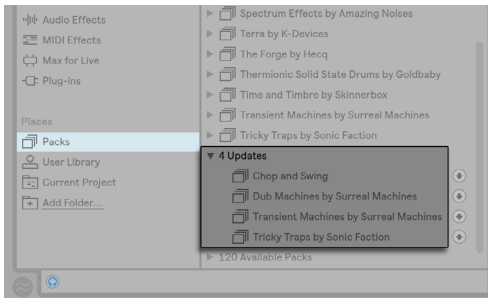 Audio Effects
MIDI Effects
Max for Live
Plug-ins
Places
Packs
User Library
Current Project
Add Folder...
Spectrum Effects by Amazing Noises
Terra by K-Devices
The Forge by Hecq
Thermionic Solid State Drums by Goldbaby
Time and Timbre by Skinnerbox
Transient Machines by Surreal Machines
Tricky Traps by Sonic Faction
4 Updates
Chop and Swing
Dub Machines by Surreal Machines
Transient Machines by Surreal Machines
Tricky Traps by Sonic Faction
120 Available Packs